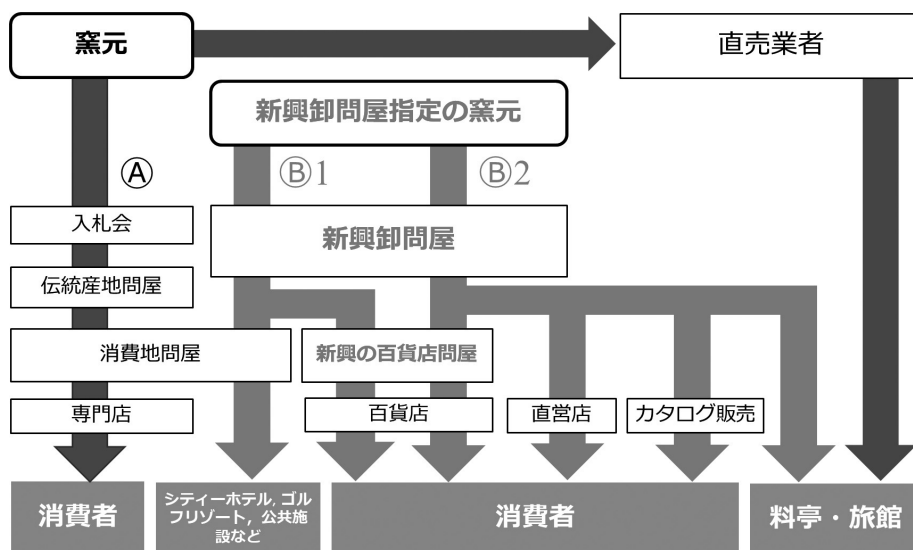 窯元
直売業者
新興卸問屋指定の窯元
Ⓐ
Ⓑ1
Ⓑ2
入札会
新興卸問屋
伝統産地問屋
消費地問屋
新興の百貨店問屋
専門店
百貨店
直営店
カタログ販売
消費者
シティーホテル, ゴル
フリゾート，公共施
設など
消費者
料亭・旅館